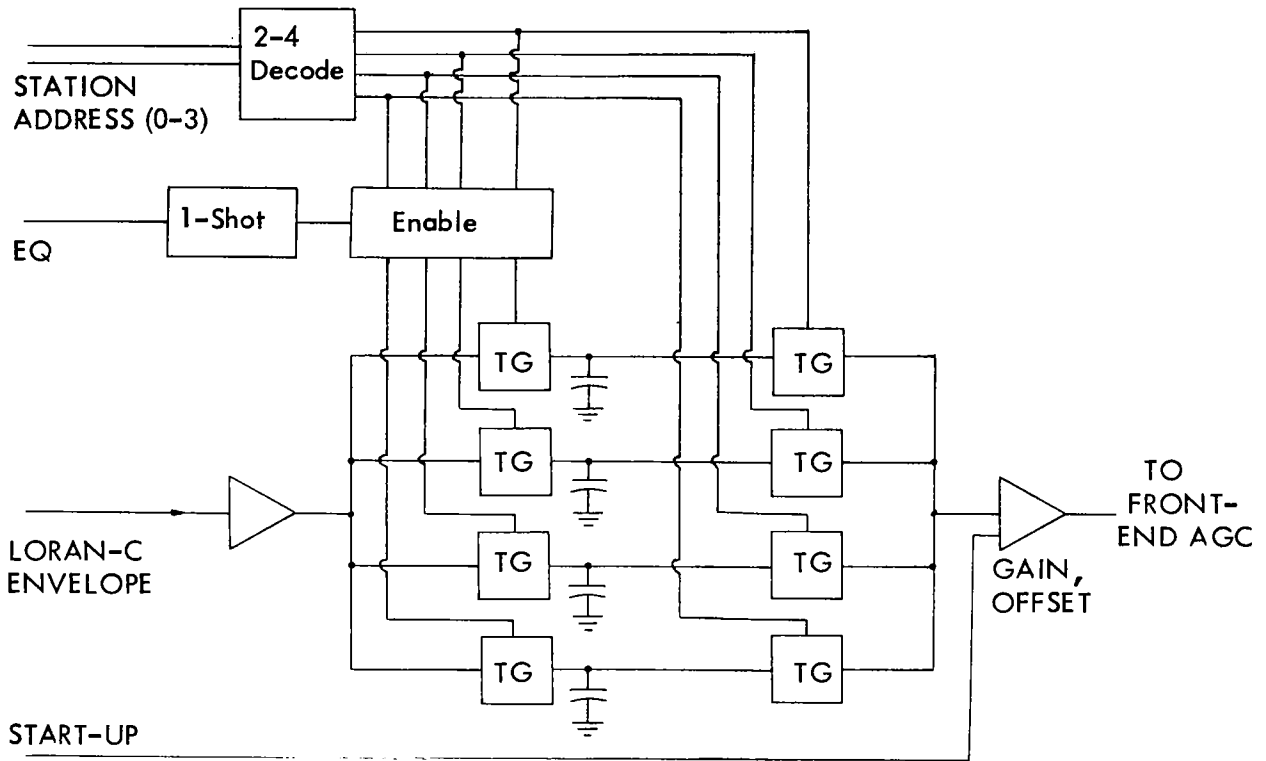 2-4
Decode
STATION
ADDRESS (0-3)
1-Shot
Enable
EQ
TG
TG
TG
TG
TG
TG
TG
TG
LORAN-C
ENVELOPE
TO
FRONT-
END AGC
GAIN,
OFFSET
START-UP